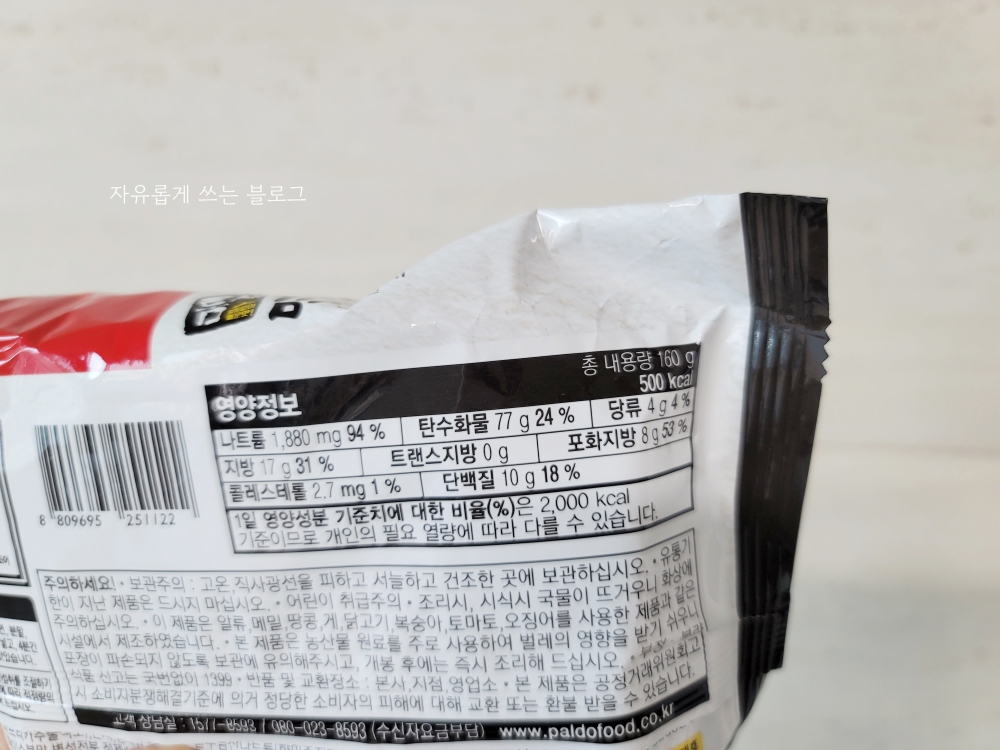 자유롭게 쓰는 블로그
총 내용량 160 g
500 kcal
영양정보
나트륨 1,880 mg 94 % 탄수화물 77 g 24 % 당류 4 g 4 %
지방 17 g 31 % 트랜스지방 0 g 포화지방 8 g 53 %
콜레스테롤 2.7 mg 1 % 단백질 10 g 18 %
1일 영양성분 기준치에 대한 비율(%)은 2,000 kcal
기준이므로 개인의 필요 열량에 따라 다를 수 있습니다.
8 809695 251122
주의하세요! • 보관주의 : 고온,직사광선을 피하고 서늘하고 건조한 곳에 보관하십시오. • 유통기
한이 지난 제품은 드시지 마십시오. • 어린이 취급주의 • 조리시, 시식시 국물이 뜨거우니 화상에
주의하십시오. • 이 제품은 알류, 메밀, 땅콩, 게, 닭고기, 복숭아, 토마토, 오징어를 사용한 제품과 같은
시설에서 제조하였습니다. • 본 제품은 농산물 원료를 주로 사용하여 벌레의 영향을 받기 쉬우니
포장이 파손되지 않도록 보관에 유의해주시고, 개봉 후에는 즉시 조리해 드십시오.
식품 신고는 국번없이 1399 • 반품 및 교환장소 : 본사,지점,영업소 • 본 제품은 공정거래위원회고
시 소비자분쟁해결기준에 의거 정당한 소비자의 피해에 대해 교환 또는 환불 받을 수 있습니다.
고객 상담실 : 1577-8593 / 080-023-8593 (수신자요금부담) www.paldofood.co.kr